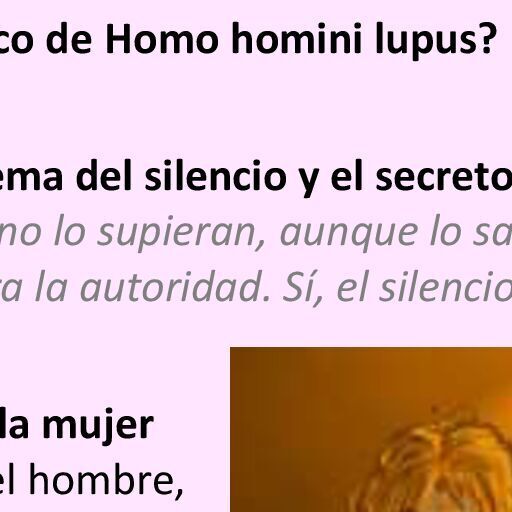 co de Homo homini lupus?
ema del silencio y el secreto
no lo supieran, aunque lo sa
a la autoridad. Sí, el silencio
la mujer
el hombre,